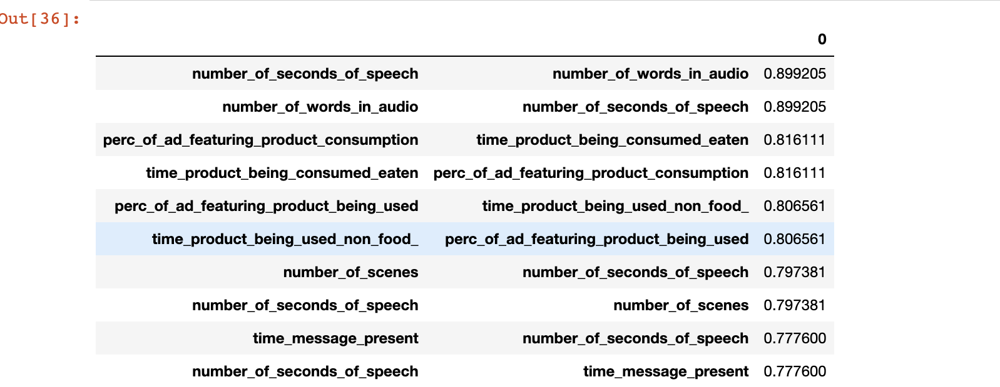 Out[36]:
0
number_of_seconds_of_speech number_of_words_in_audio 0.899205
number_of_words_in_audio number_of_seconds_of_speech 0.899205
perc_of_ad_featuring_product_consumption time_product_being_consumed_eaten 0.816111
time_product_being_consumed_eaten perc_of_ad_featuring_product_consumption 0.816111
perc_of_ad_featuring_product_being_used time_product_being_used_non_food_ 0.806561
time_product_being_used_non_food_ perc_of_ad_featuring_product_being_used 0.806561
number_of_scenes number_of_seconds_of_speech 0.797381
number_of_seconds_of_speech number_of_scenes 0.797381
time_message_present number_of_seconds_of_speech 0.777600
number_of_seconds_of_speech time_message_present 0.777600